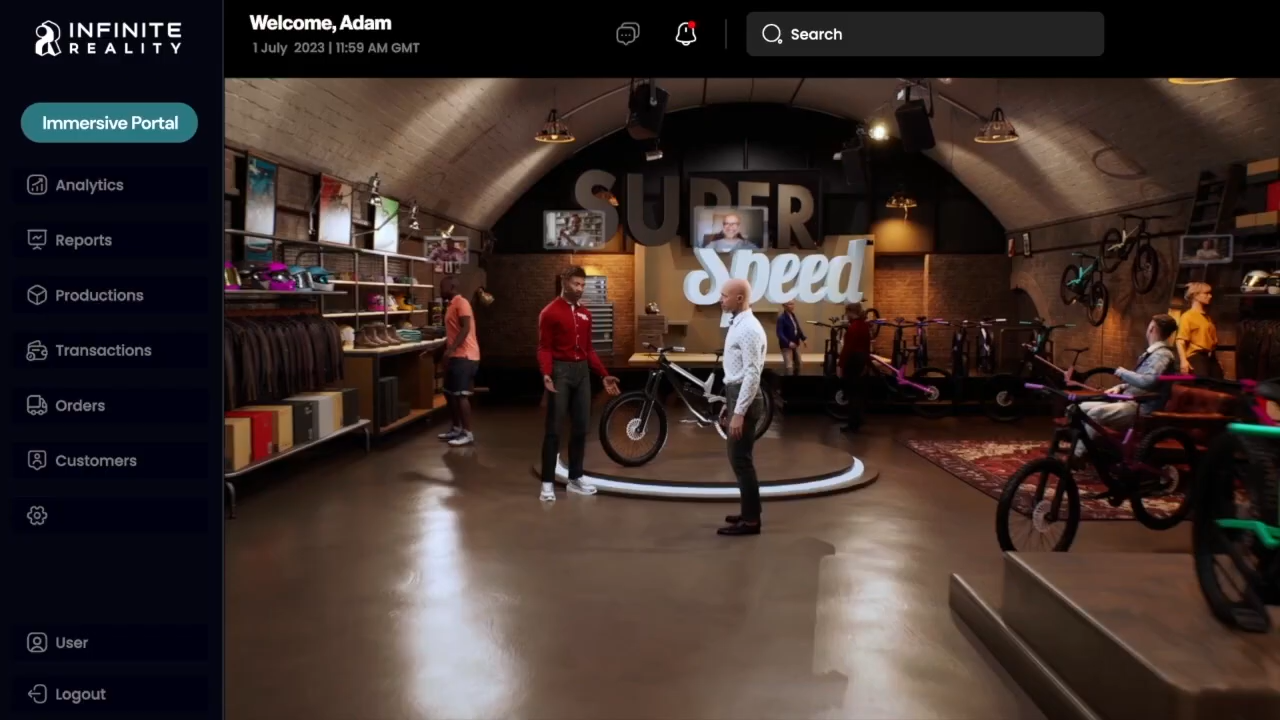 INFINITE
REALITY
Welcome, Adam
1 July 2023 | 11:59 AM GMT
Search
Immersive Portal
Analytics
Reports
Productions
Transactions
Orders
Customers
User
Logout
SUPER
Speed